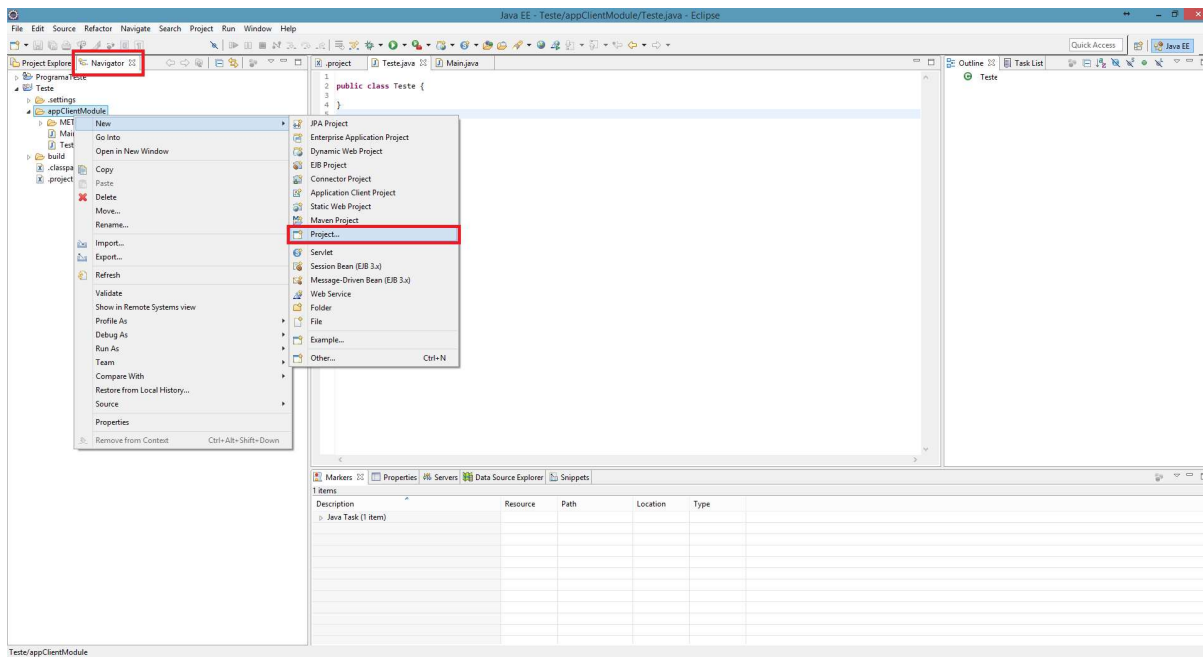 Java EE - Teste/appClientModule/Teste.java - Eclipse
File Edit Source Refactor Navigate Search Project Run Window Help
Quick Access
Java EE
Project Explore
Navigator
.project
Teste.java
Main.java
Outline
Task List
ProgramaTeste
Teste
.settings
appClientModule
MET
Mai
Test
build
.classpa
.project
1
2 public class Teste {
3
4 }
5
Teste
New
Go Into
Open in New Window
Copy
Paste
Delete
Move...
Rename...
Import...
Export...
Refresh
Validate
Show in Remote Systems view
Profile As
Debug As
Run As
Team
Compare With
Restore from Local History...
Source
Properties
Remove from Context Ctrl+Alt+Shift+Down
JPA Project
Enterprise Application Project
Dynamic Web Project
EJB Project
Connector Project
Application Client Project
Static Web Project
Maven Project
Project...
Servlet
Session Bean (EJB 3.x)
Message-Driven Bean (EJB 3.x)
Web Service
Folder
File
Example...
Other... Ctrl+N
Markers Properties Servers Data Source Explorer Snippets
1 items
Description Resource Path Location Type
Java Task (1 item)
Teste/appClientModule